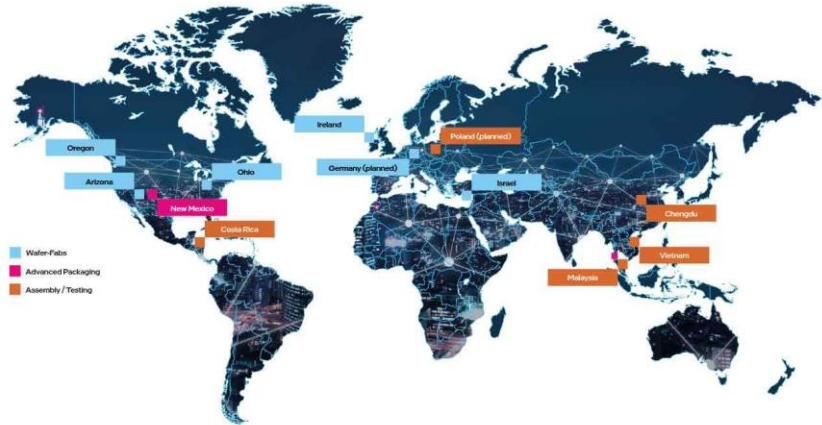 Ireland
Poland (planned)
Oregon
Ohio
Germany (planned)
Arizona
Israel
New Mexico
Chengdu
Costa Rica
Wafer-Fabs
Vietnam
Advanced Packaging
Malaysia
Assembly / Testing